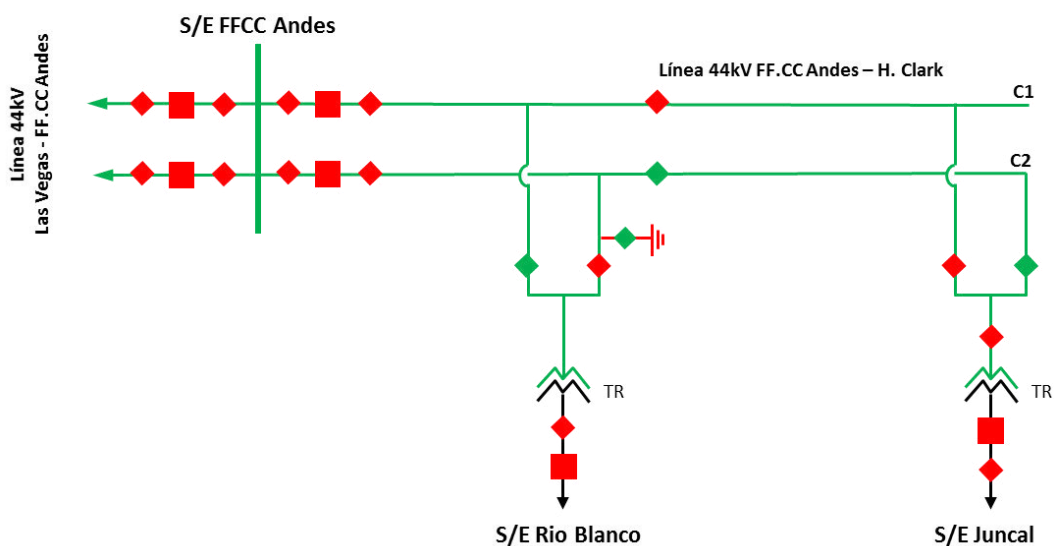 S/E FFCC Andes
Línea 44kV
Las Vegas - FF.CC Andes
Línea 44kV FF.CC Andes – H. Clark
C1
C2
TR
TR
S/E Rio Blanco
S/E Juncal